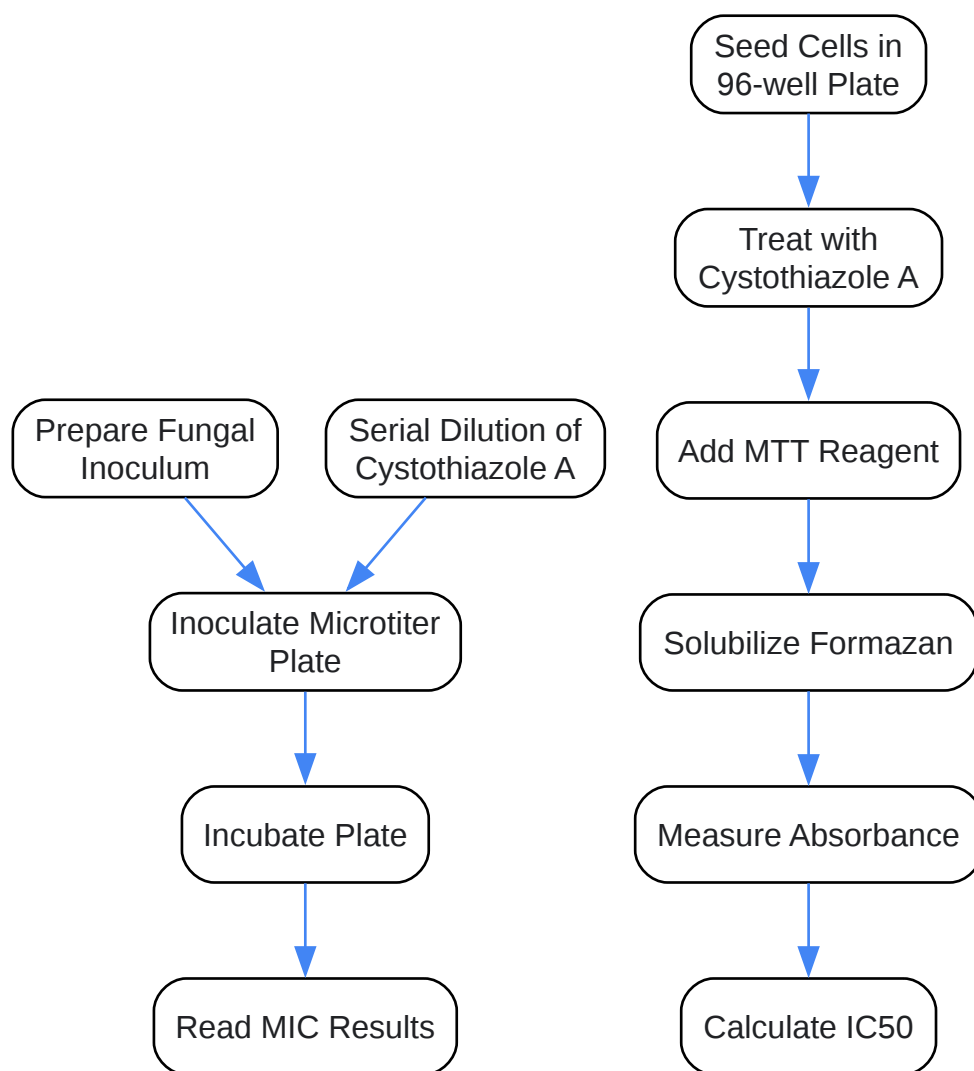 Prepare Fungal
Inoculum
Serial Dilution of
Cystothiazole A
Inoculate Microtiter
Plate
Incubate Plate
Read MIC Results
Seed Cells in
96-well Plate
Treat with
Cystothiazole A
Add MTT Reagent
Solubilize Formazan
Measure Absorbance
Calculate IC50